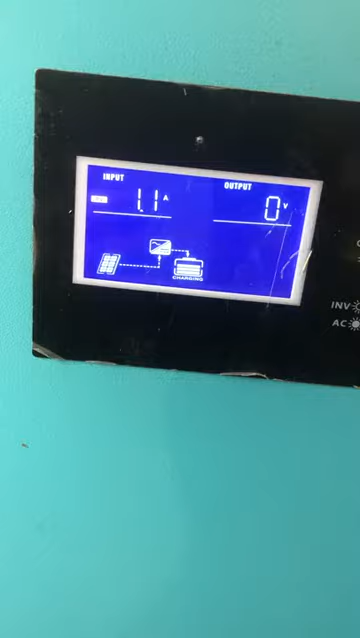 INPUT
OUTPUT
1.1 A
0 V
CHARGING
INV
AC